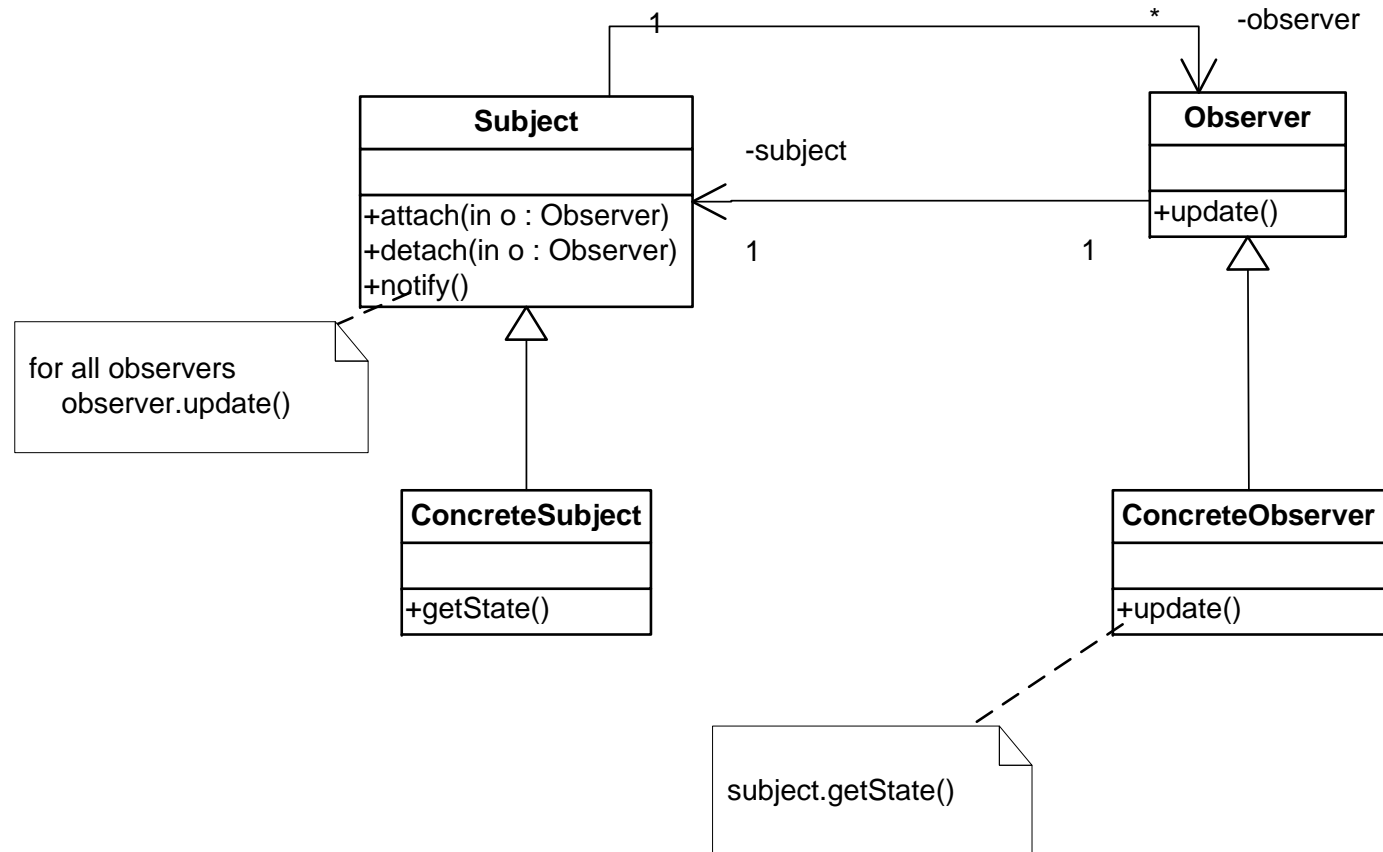 1
*
-observer
Subject
+attach(in o : Observer)
+detach(in o : Observer)
+notify()
-subject
1
1
Observer
+update()
for all observers
observer.update()
ConcreteSubject
+getState()
ConcreteObserver
+update()
subject.getState()